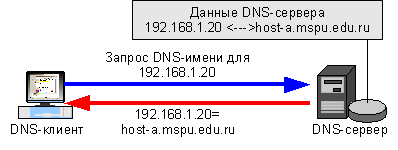 Данные DNS-сервера
192.168.1.20 <--->host-a.mspu.edu.ru
Запрос DNS-имени для
192.168.1.20
192.168.1.20=
host-a.mspu.edu.ru
DNS-клиент
DNS-сервер